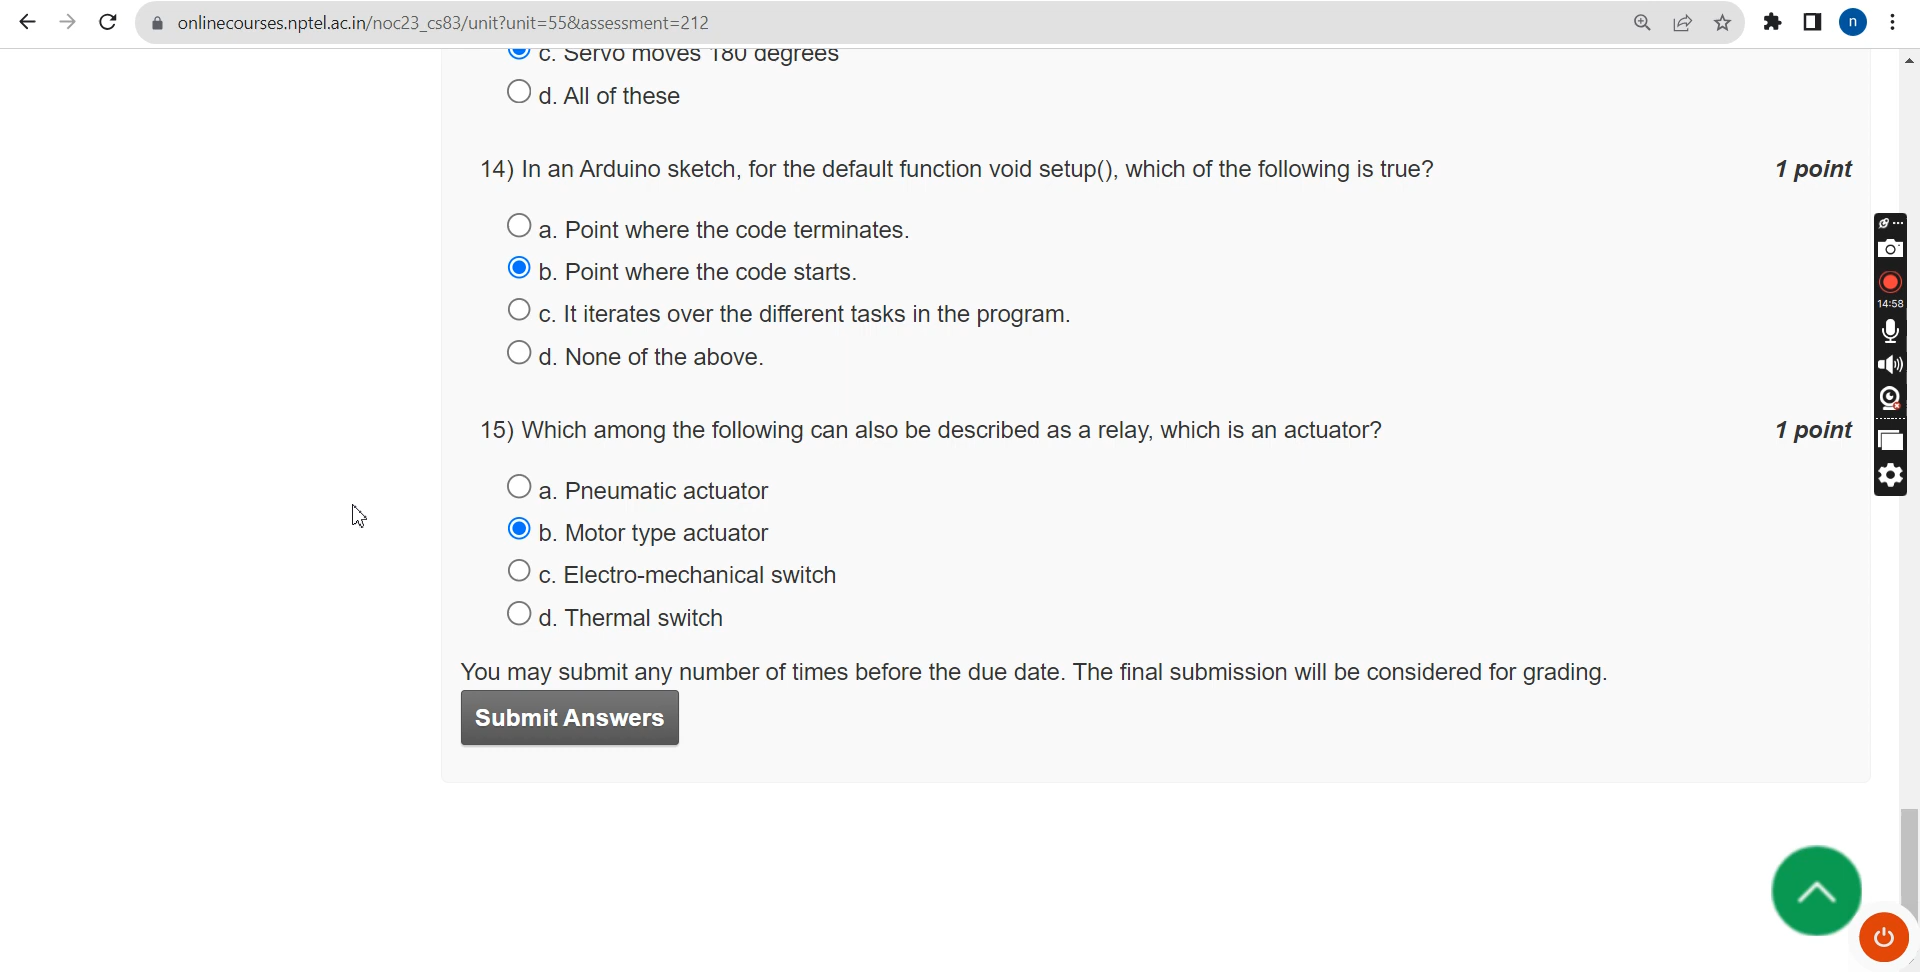 onlinecourses.nptel.ac.in/noc23_cs83/unit?unit=55&assessment=212
n
c. Servo moves 180 degrees
d. All of these
14) In an Arduino sketch, for the default function void setup(), which of the following is true? 1 point
a. Point where the code terminates.
b. Point where the code starts.
c. It iterates over the different tasks in the program.
d. None of the above.
14:58
15) Which among the following can also be described as a relay, which is an actuator? 1 point
a. Pneumatic actuator
b. Motor type actuator
c. Electro-mechanical switch
d. Thermal switch
You may submit any number of times before the due date. The final submission will be considered for grading.
Submit Answers